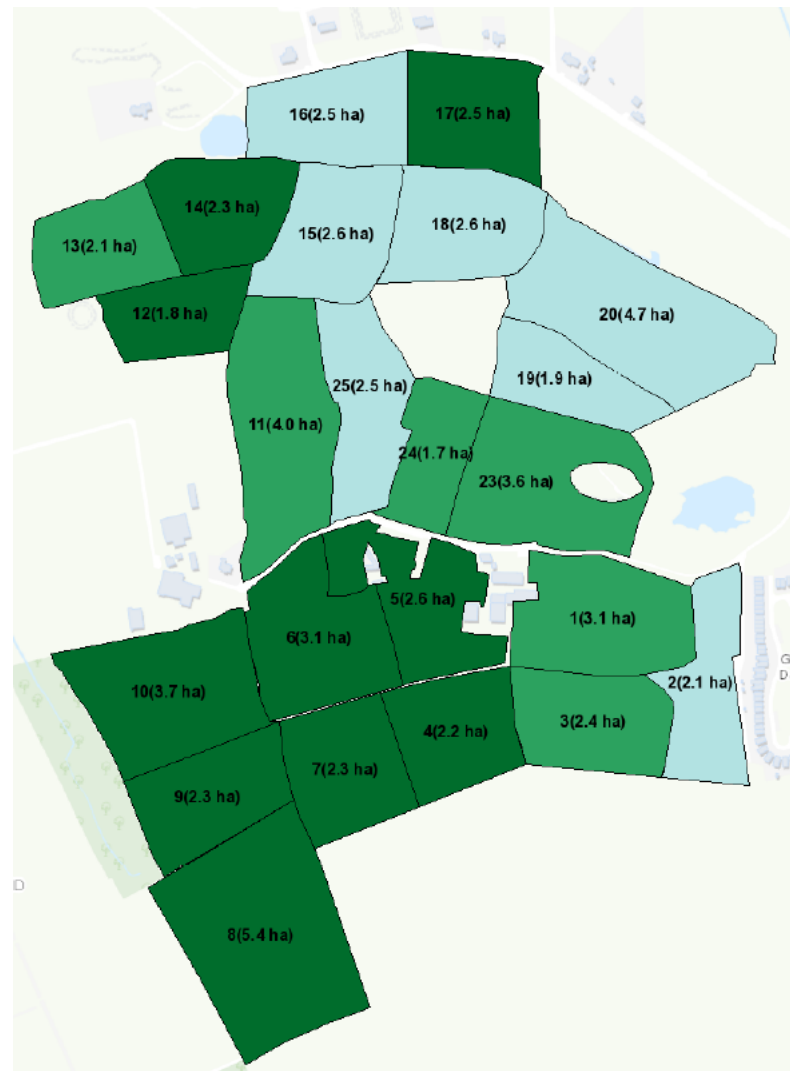 16(2.5 ha)
17(2.5 ha)
14(2.3 ha)
13(2.1 ha)
15(2.6 ha)
18(2.6 ha)
12(1.8 ha)
20(4.7 ha)
19(1.9 ha)
25(2.5 ha)
11(4.0 ha)
24(1.7 ha)
23(3.6 ha)
5(2.6 ha)
6(3.1 ha)
1(3.1 ha)
G
D
2(2.1 ha)
10(3.7 ha)
3(2.4 ha)
4(2.2 ha)
7(2.3 ha)
9(2.3 ha)
D
8(5.4 ha)